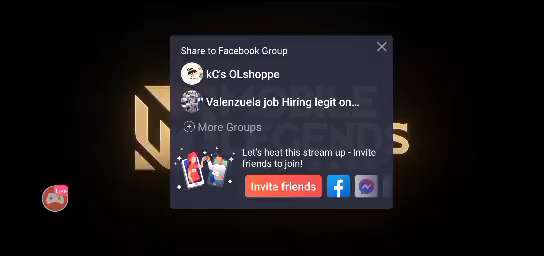 Share to Facebook Group
kC's OLshoppe
Valenzuela job Hiring legit on...
More Groups
Let's heat this stream up - Invite
friends to join!
Invite friends
Live